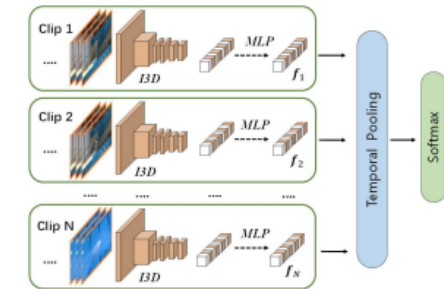 Clip 1
MLP
....
I3D
f1
Clip 2
MLP
....
I3D
f2
.... .... .... ....
Clip N
MLP
....
I3D
fN
Temporal Pooling
Softmax